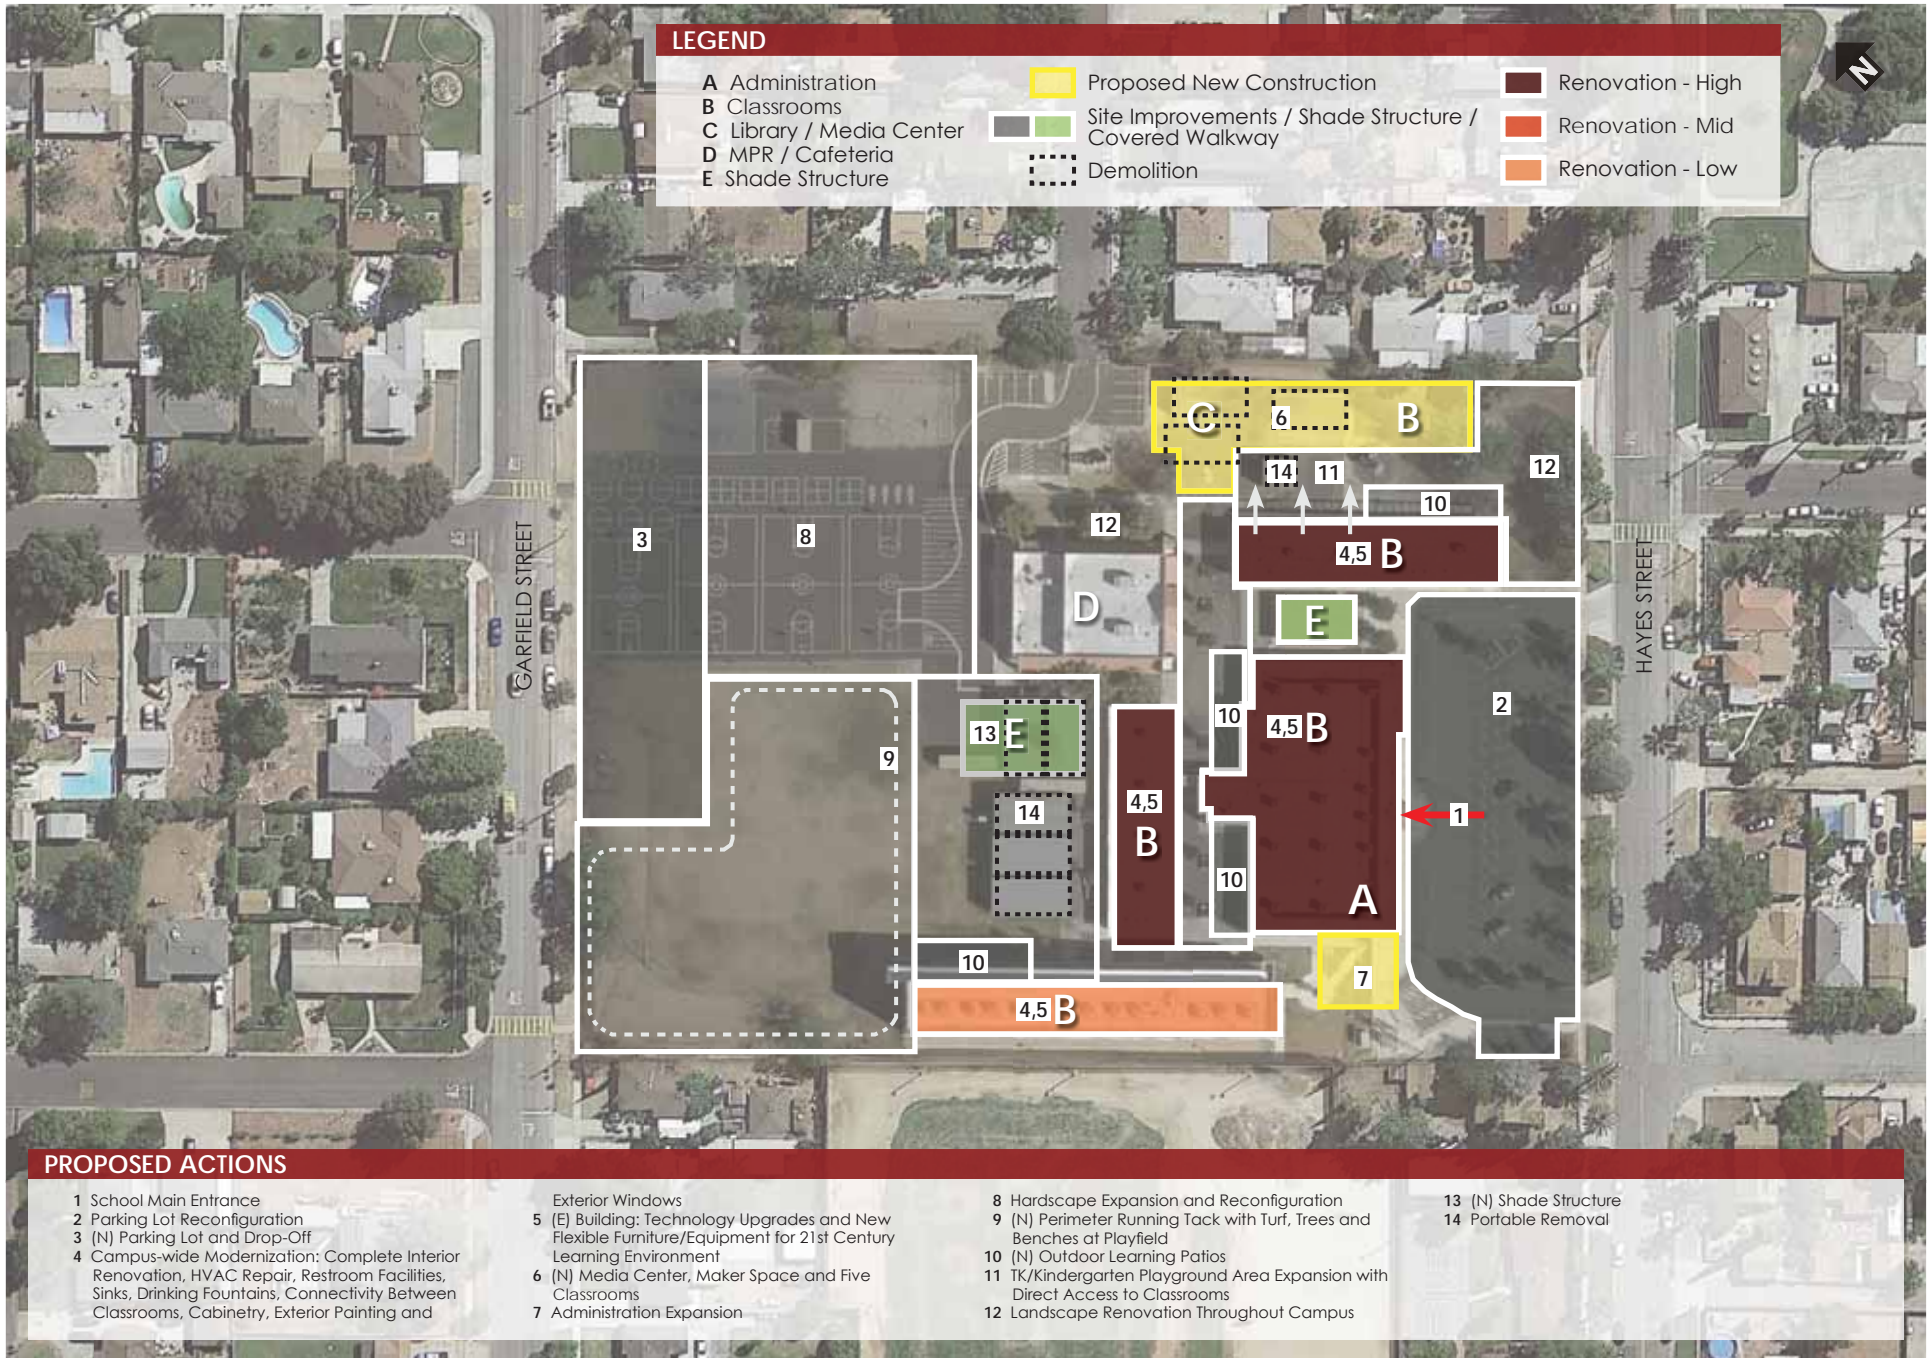 LEGEND
A Administration
B Classrooms
C Library / Media Center
D MPR / Cafeteria
E Shade Structure
Proposed New Construction
Site Improvements / Shade Structure /
Covered Walkway
Demolition
Renovation - High
Renovation - Mid
Renovation - Low
N
C
6
B
14
11
12
10
3
8
12
4,5 B
D
E
GARFIELD STREET
HAYES STREET
2
10
4,5 B
13 E
9
14
4,5
B
1
10
A
10
7
4,5 B
PROPOSED ACTIONS
1 School Main Entrance
2 Parking Lot Reconfiguration
3 (N) Parking Lot and Drop-Off
4 Campus-wide Modernization: Complete Interior
Renovation, HVAC Repair, Restroom Facilities,
Sinks, Drinking Fountains, Connectivity Between
Classrooms, Cabinetry, Exterior Painting and
Exterior Windows
5 (E) Building: Technology Upgrades and New
Flexible Furniture/Equipment for 21st Century
Learning Environment
6 (N) Media Center, Maker Space and Five
Classrooms
7 Administration Expansion
8 Hardscape Expansion and Reconfiguration
9 (N) Perimeter Running Tack with Turf, Trees and
Benches at Playfield
10 (N) Outdoor Learning Patios
11 TK/Kindergarten Playground Area Expansion with
Direct Access to Classrooms
12 Landscape Renovation Throughout Campus
13 (N) Shade Structure
14 Portable Removal